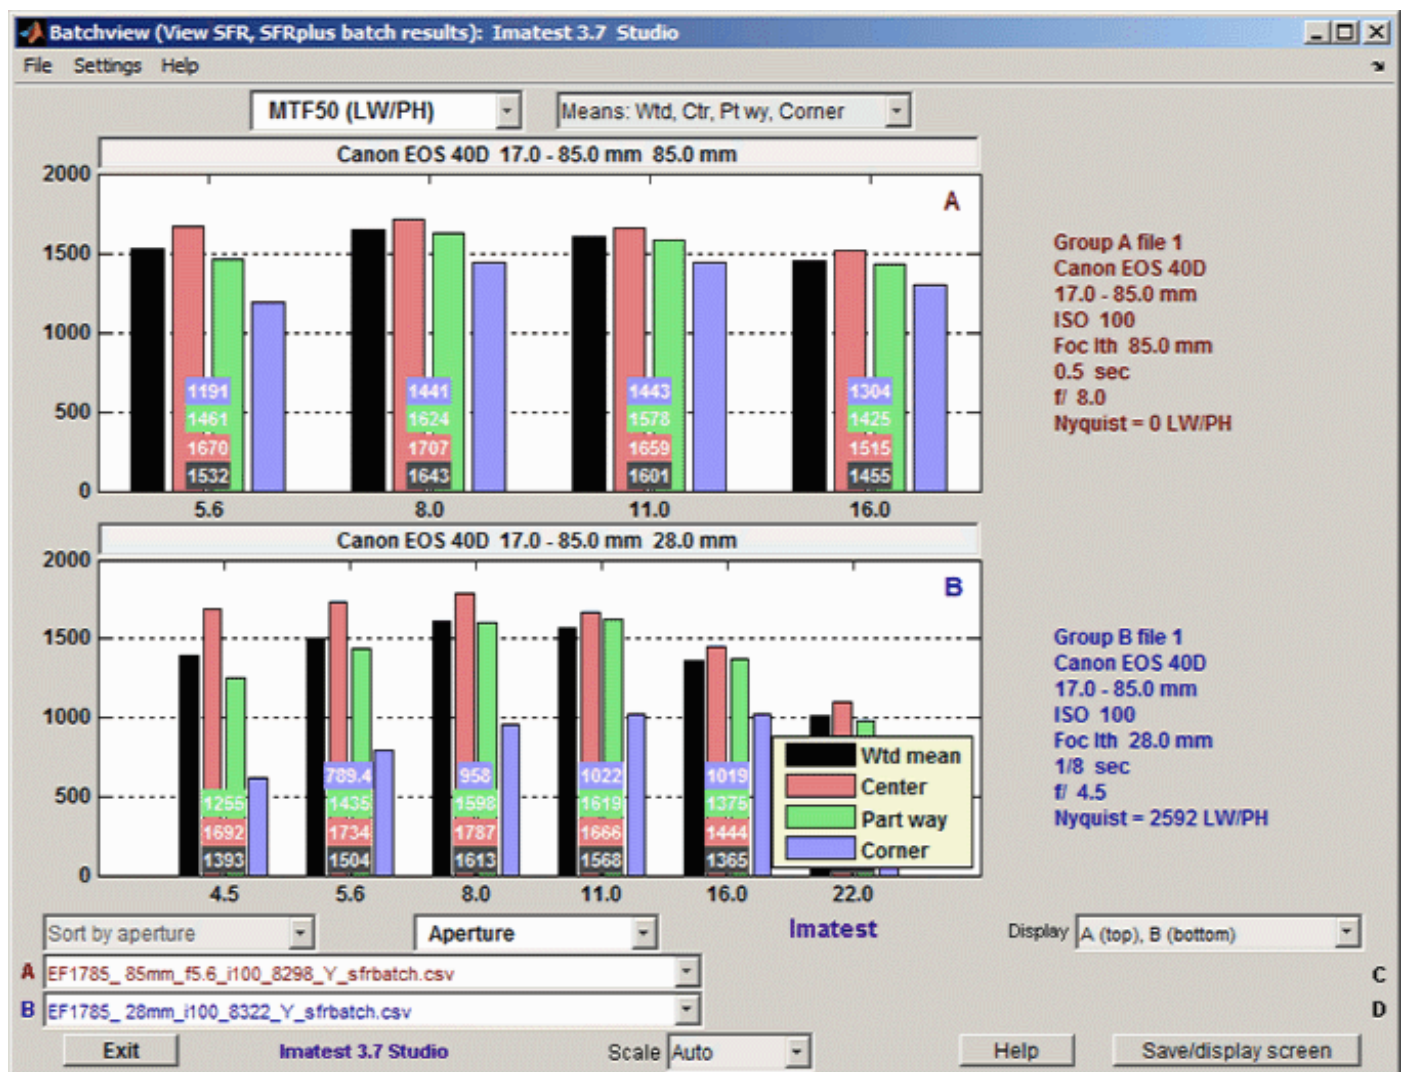 Batchview (View SFR, SFRplus batch results): Imatest 3.7 Studio
File Settings Help
MTF50 (LW/PH) Means: Wtd, Ctr, Pt wy, Corner
Canon EOS 40D 17.0 - 85.0 mm 85.0 mm
2000
A
1500
1000
1191 1441 1443 1304
500
1461 1624 1578 1425
1670 1707 1659 1515
1532 1643 1601 1455
0
5.6 8.0 11.0 16.0
Group A file 1
Canon EOS 40D
17.0 - 85.0 mm
ISO 100
Foc lth 85.0 mm
0.5 sec
f/ 8.0
Nyquist = 0 LW/PH
Canon EOS 40D 17.0 - 85.0 mm 28.0 mm
2000
B
1500
1000
789.4 958 1022 1019
500
1255 1435 1598 1619 1375
1692 1734 1787 1666 1444
1393 1504 1613 1568 1365
0
4.5 5.6 8.0 11.0 16.0 22.0
Wtd mean
Center
Part way
Corner
Group B file 1
Canon EOS 40D
17.0 - 85.0 mm
ISO 100
Foc lth 28.0 mm
1/8 sec
f/ 4.5
Nyquist = 2592 LW/PH
Sort by aperture Aperture Imatest Display A (top), B (bottom)
A EF1785_ 85mm_f5.6_i100_8298_Y_sfrbatch.csv C
B EF1785_ 28mm_i100_8322_Y_sfrbatch.csv D
Exit Imatest 3.7 Studio Scale Auto Help Save/display screen